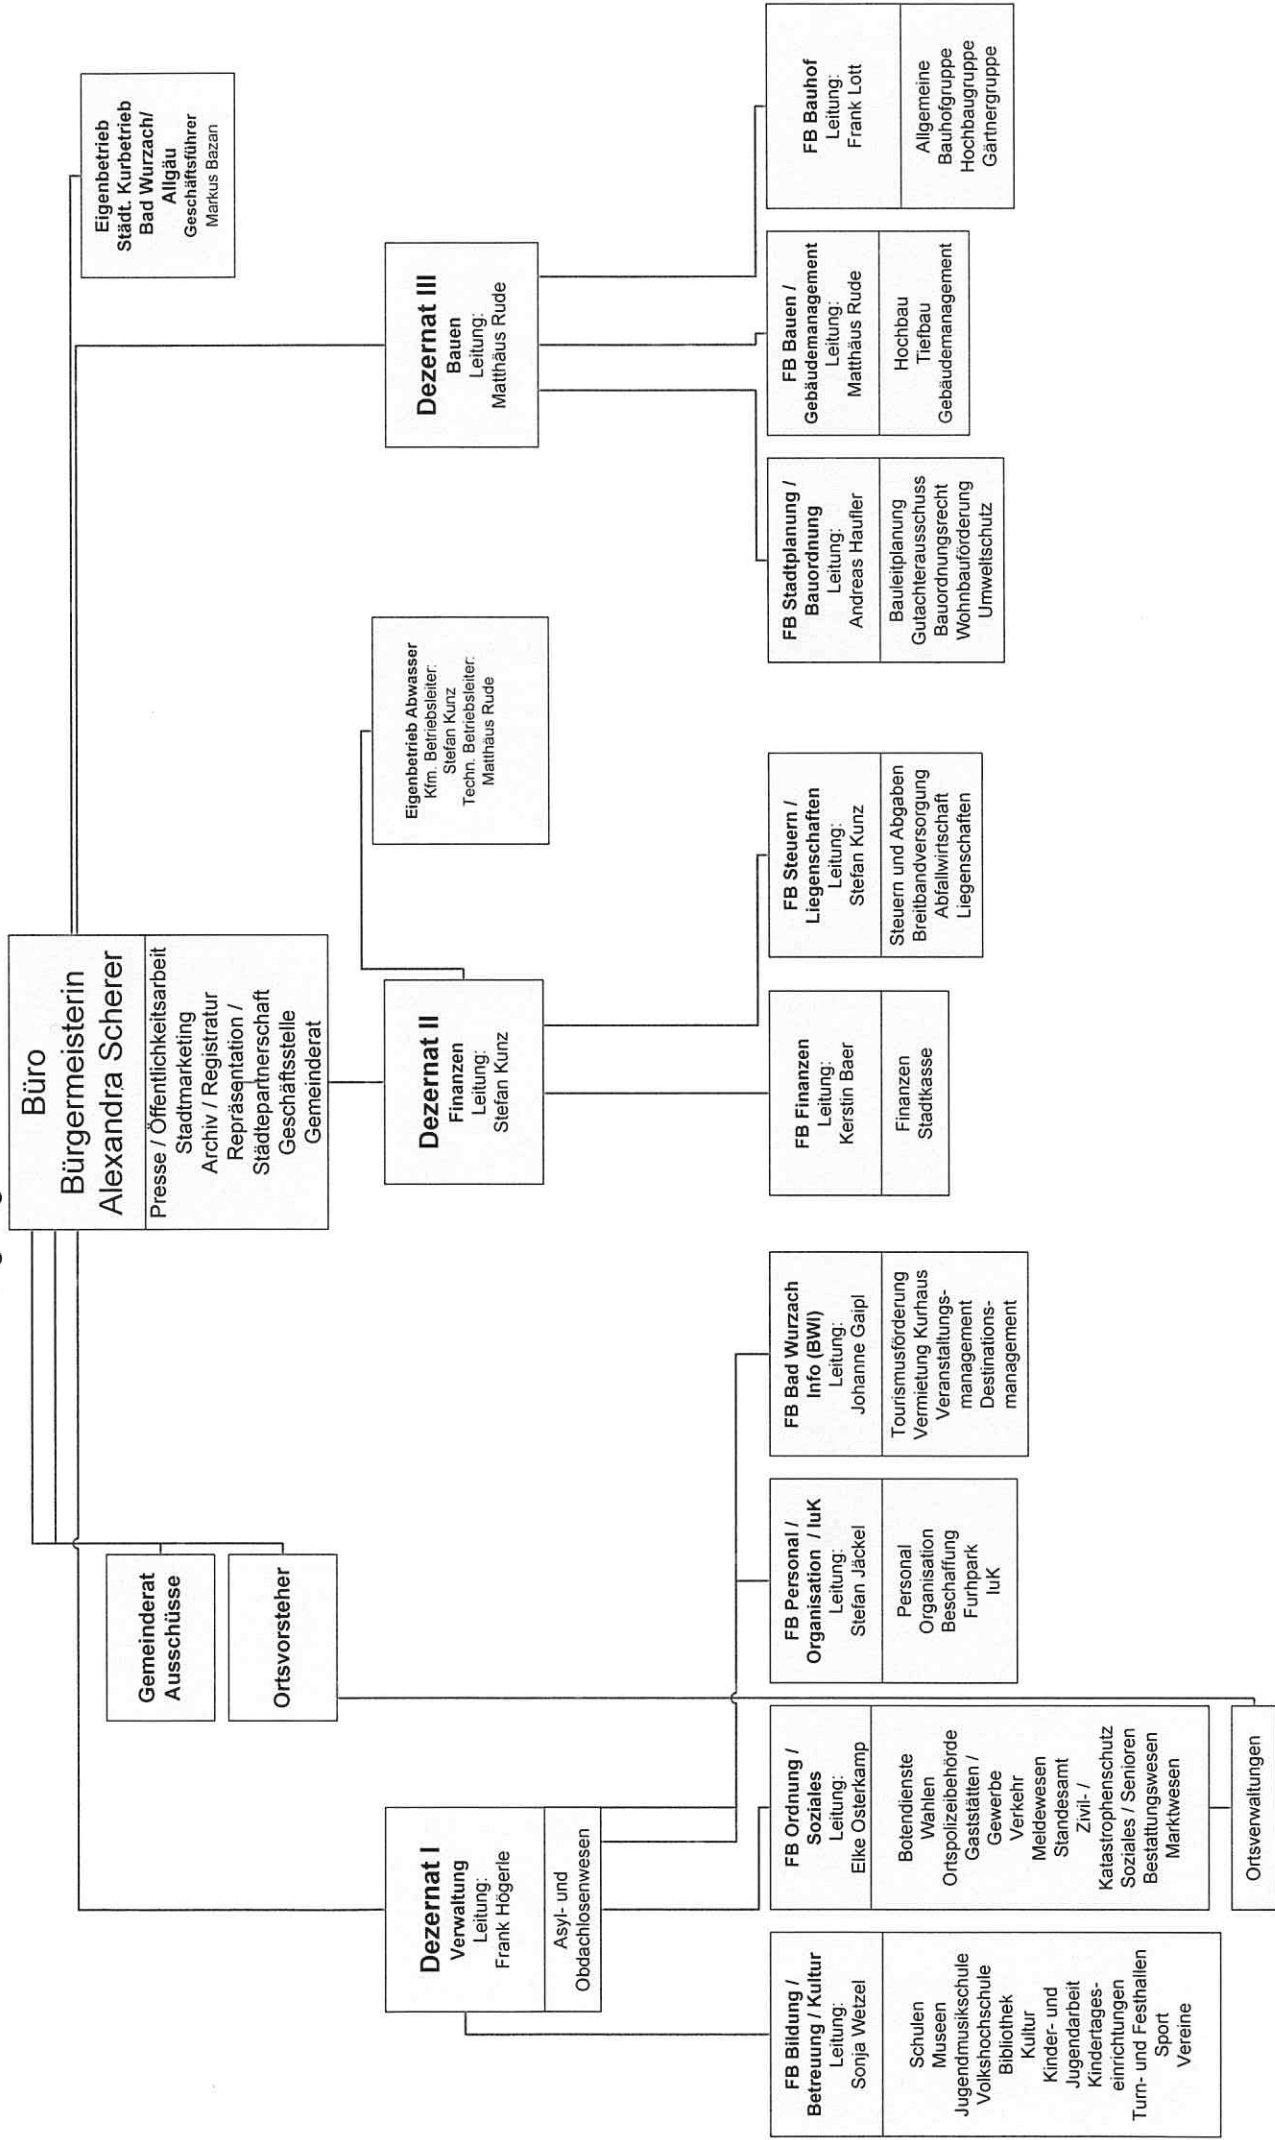 Büro
Bürgermeisterin
Alexandra Scherer
Presse / Öffentlichkeitsarbeit
Stadtmarketing
Archiv / Registratur
Repräsentation /
Städtepartnerschaft
Geschäftsstelle
Gemeinderat
Gemeinderat
Ausschüsse
Ortsvorsteher
Eigenbetrieb
Städt. Kurbetrieb
Bad Wurzach/
Allgäu
Geschäftsführer
Markus Bazan
Dezernat I
Verwaltung
Leitung:
Frank Högerle
Asyl- und
Obdachlosenwesen
Dezernat II
Finanzen
Leitung:
Stefan Kunz
Eigenbetrieb Abwasser
Kfm. Betriebsleiter:
Stefan Kunz
Techn. Betriebsleiter:
Matthäus Rude
Dezernat III
Bauen
Leitung:
Matthäus Rude
FB Bildung /
Betreuung / Kultur
Leitung:
Sonja Wetzel
Schulen
Museen
Jugendmusikschule
Volkshochschule
Bibliothek
Kultur
Kinder- und
Jugendarbeit
Kindertages-
einrichtungen
Turn- und Festhallen
Sport
Vereine
FB Ordnung /
Soziales
Leitung:
Elke Osterkamp
Botendienste
Wahlen
Ortspolizeibehörde
Gaststätten /
Gewerbe
Verkehr
Meldewesen
Standesamt
Zivil- /
Katastrophenschutz
Soziales / Senioren
Bestattungswesen
Marktwesen
Ortsverwaltungen
FB Personal /
Organisation / IuK
Leitung:
Stefan Jäckel
Personal
Organisation
Beschaffung
Furhpark
IuK
FB Bad Wurzach
Info (BWI)
Leitung:
Johanne Gaipl
Tourismusförderung
Vermietung Kurhaus
Veranstaltungs-
management
Destinations-
management
FB Finanzen
Leitung:
Kerstin Baer
Finanzen
Stadtkasse
FB Steuern /
Liegenschaften
Leitung:
Stefan Kunz
Steuern und Abgaben
Breitbandversorgung
Abfallwirtschaft
Liegenschaften
FB Stadtplanung /
Bauordnung
Leitung:
Andreas Haufler
Bauleitplanung
Gutachterausschuss
Bauordnungsrecht
Wohnbauförderung
Umweltschutz
FB Bauen /
Gebäudemanagement
Leitung:
Matthäus Rude
Hochbau
Tiefbau
Gebäudemanagement
FB Bauhof
Leitung:
Frank Lott
Allgemeine
Bauhofgruppe
Hochbaugruppe
Gärtnergruppe